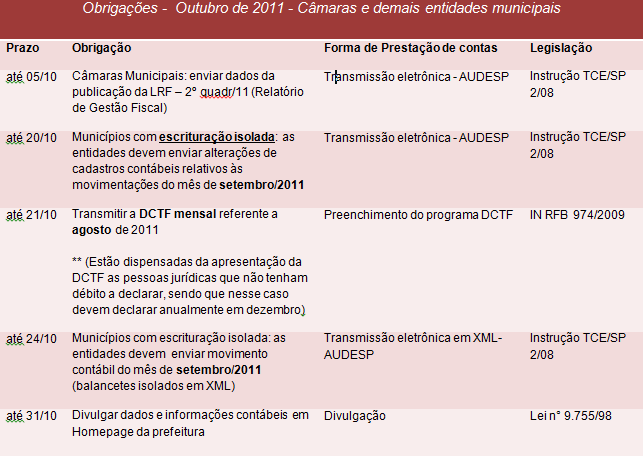 Obrigações - Outubro de 2011 - Câmaras e demais entidades municipais
Prazo Obrigação Forma de Prestação de contas Legislação
até 05/10 Câmaras Municipais: enviar dados da Transmissão eletrônica - AUDESP Instrução TCE/SP
publicação da LRF – 2º quadr/11 (Relatório 2/08
de Gestão Fiscal)
até 20/10 Municípios com escrituração isolada: as Transmissão eletrônica - AUDESP Instrução TCE/SP
entidades devem enviar alterações de 2/08
cadastros contábeis relativos às
movimentações do mês de setembro/2011
até 21/10 Transmitir a DCTF mensal referente a Preenchimento do programa DCTF IN RFB 974/2009
agosto de 2011
** (Estão dispensadas da apresentação da
DCTF as pessoas jurídicas que não tenham
débito a declarar, sendo que nesse caso
devem declarar anualmente em dezembro)
até 24/10 Municípios com escrituração isolada: as Transmissão eletrônica em XML- Instrução TCE/SP
entidades devem enviar movimento AUDESP 2/08
contábil do mês de setembro/2011
(balancetes isolados em XML)
até 31/10 Divulgar dados e informações contábeis em Divulgação Lei n° 9.755/98
Homepage da prefeitura